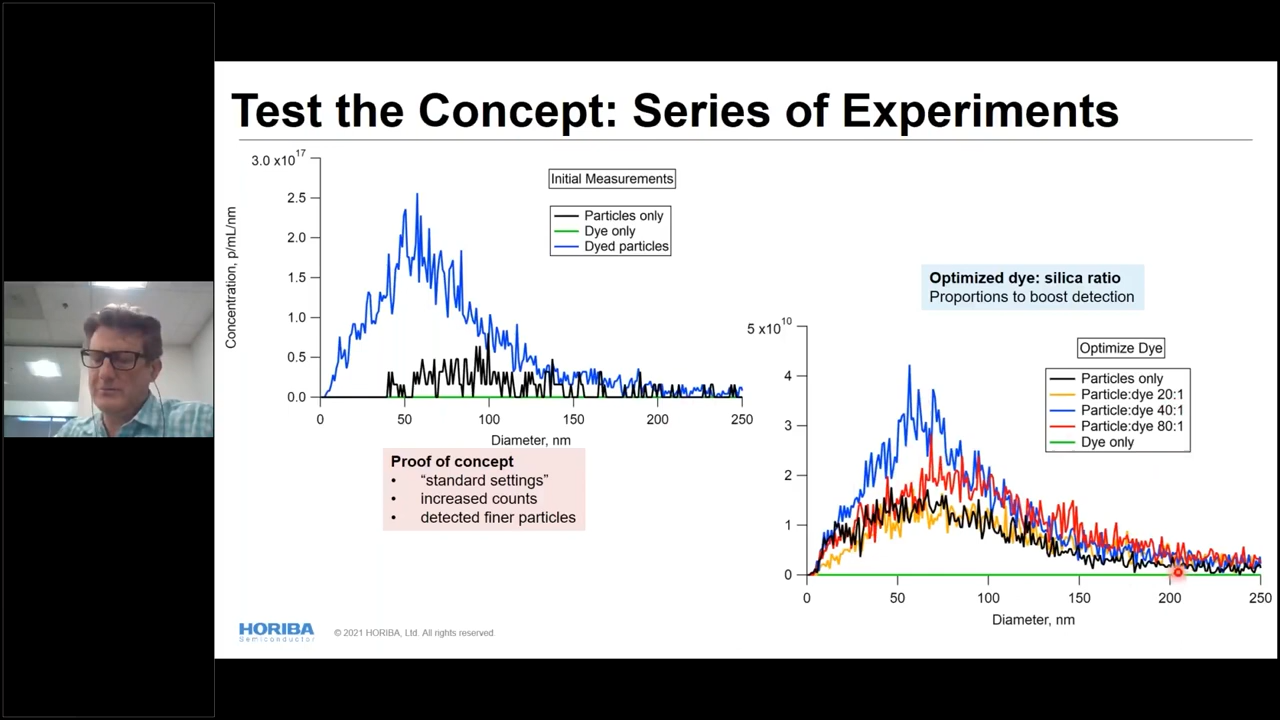 Test the Concept: Series of Experiments
3.0 x10^17
2.5
2.0
1.5
1.0
0.5
0.0
Concentration, p/mL/nm
0 50 100 150 200 250
Diameter, nm
Initial Measurements
Particles only
Dye only
Dyed particles
Proof of concept
• “standard settings”
• increased counts
• detected finer particles
Optimized dye: silica ratio
Proportions to boost detection
5 x10^10
4
3
2
1
0
0 50 100 150 200 250
Diameter, nm
Optimize Dye
Particles only
Particle:dye 20:1
Particle:dye 40:1
Particle:dye 80:1
Dye only
HORIBA
Semiconductor
© 2021 HORIBA, Ltd. All rights reserved